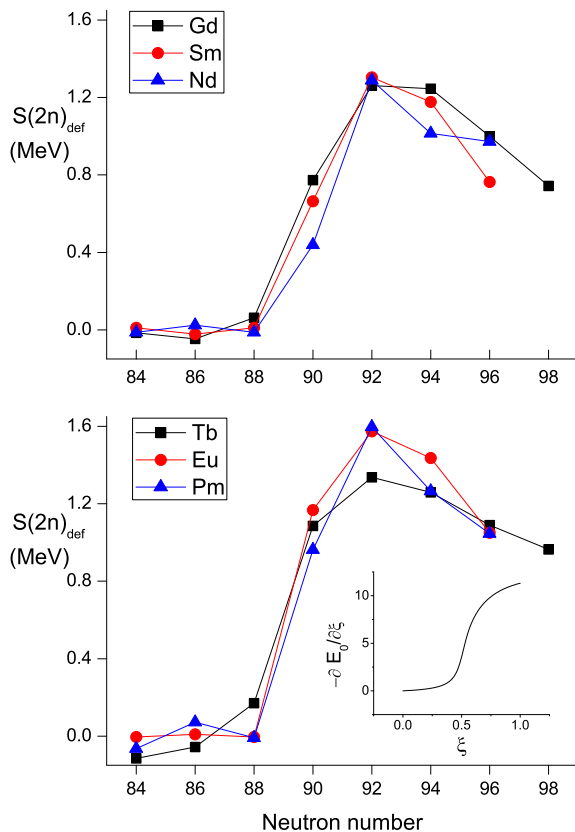 Gd
Sm
Nd
S(2n)def
(MeV)
1.6
1.2
0.8
0.4
0.0
84 86 88 90 92 94 96 98
Tb
Eu
Pm
S(2n)def
(MeV)
1.6
1.2
0.8
0.4
0.0
−∂ E0/∂ξ
10
5
0
0.0 0.5 1.0
ξ
84 86 88 90 92 94 96 98
Neutron number